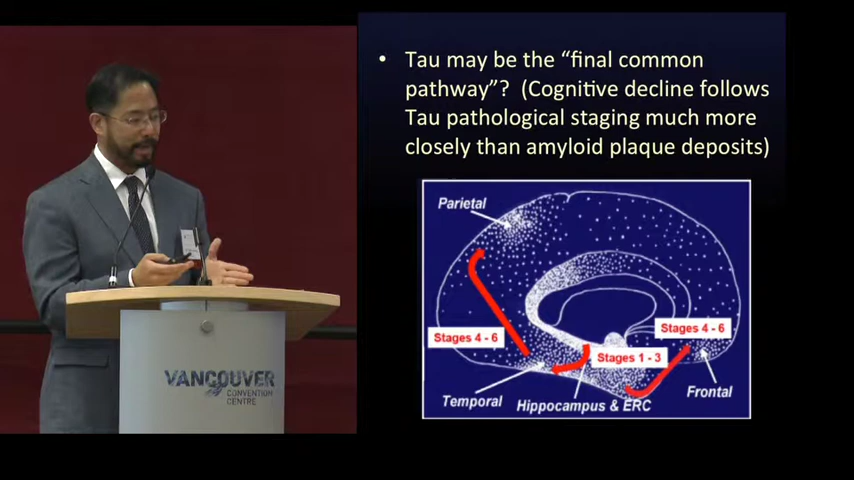 • Tau may be the “final common
pathway”? (Cognitive decline follows
Tau pathological staging much more
closely than amyloid plaque deposits)
Parietal
Stages 4 - 6
Stages 4 - 6
Stages 1 - 3
Temporal
Hippocampus & ERC
Frontal
VANCOUVER
CONVENTION
CENTRE